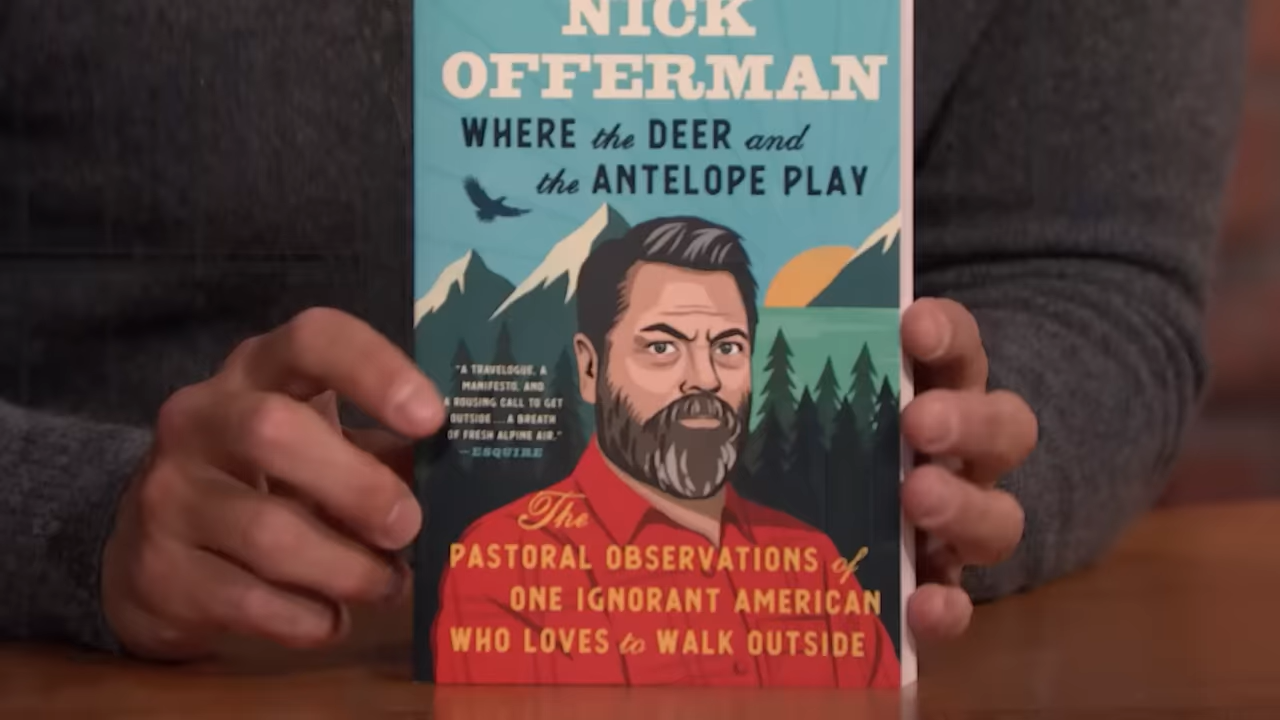 NICK
OFFERMAN
WHERE the DEER and
the ANTELOPE PLAY
"A TRAVELOGUE, A
MANIFESTO, AND
A ROUSING CALL TO GET
OUTSIDE ... A BREATH
OF FRESH ALPINE AIR."
—ESQUIRE
The
PASTORAL OBSERVATIONS of
ONE IGNORANT AMERICAN
WHO LOVES to WALK OUTSIDE